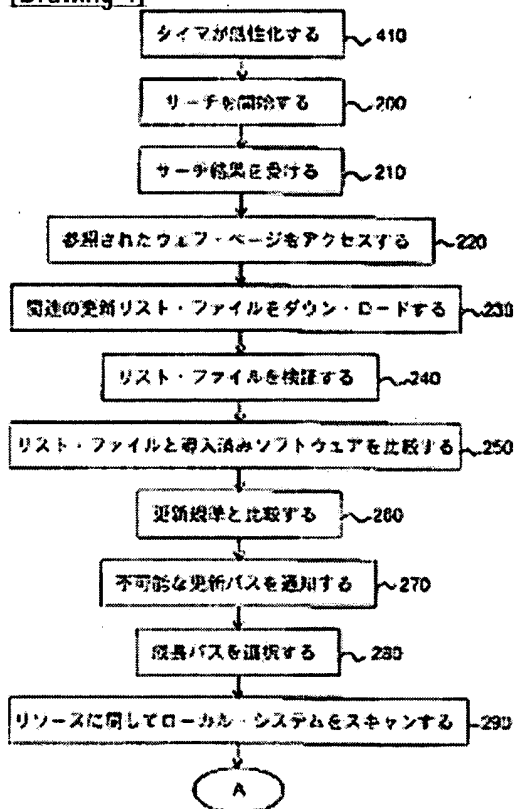 [Drawing 4]
タイマが活性化する 410
サーチを開始する 200
サーチ結果を受ける 210
参照されたウェブ・ページをアクセスする 220
関連の更新リスト・ファイルをダウン・ロードする 230
リスト・ファイルを検証する 240
リスト・ファイルと導入済みソフトウェアを比較する 250
更新規準と比較する 260
不可能な更新パスを通知する 270
成長パスを選択する 280
リソースに関してローカル・システムをスキャンする 290
A